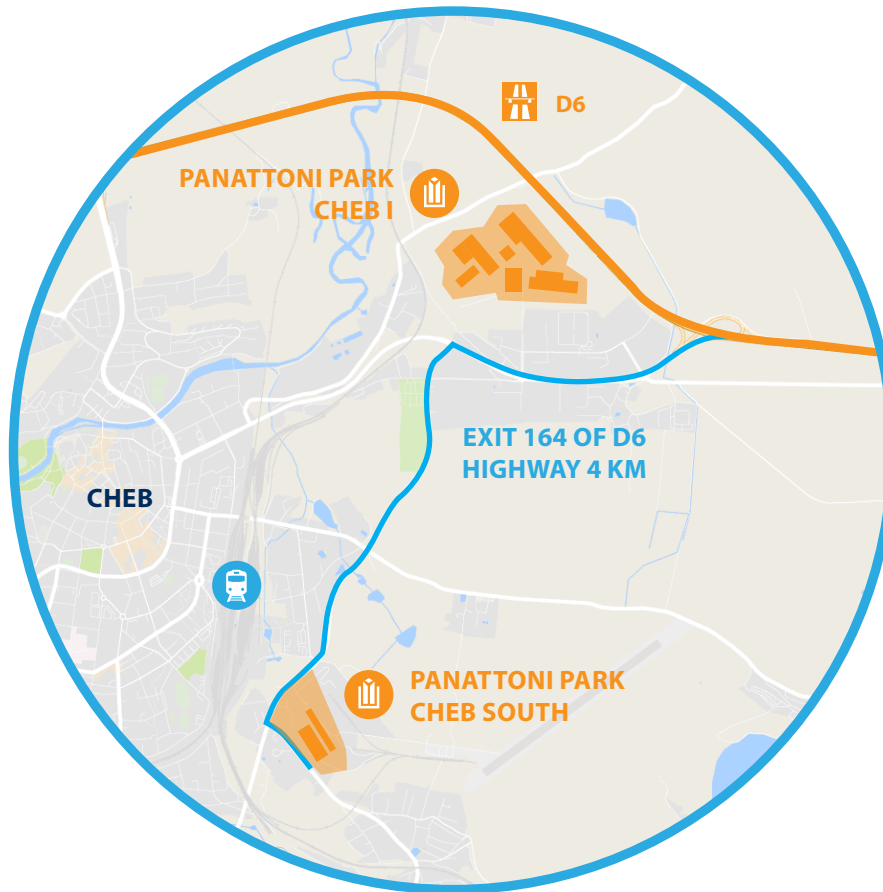 D6
PANATTONI PARK
CHEB I
EXIT 164 OF D6
HIGHWAY 4 KM
CHEB
PANATTONI PARK
CHEB SOUTH